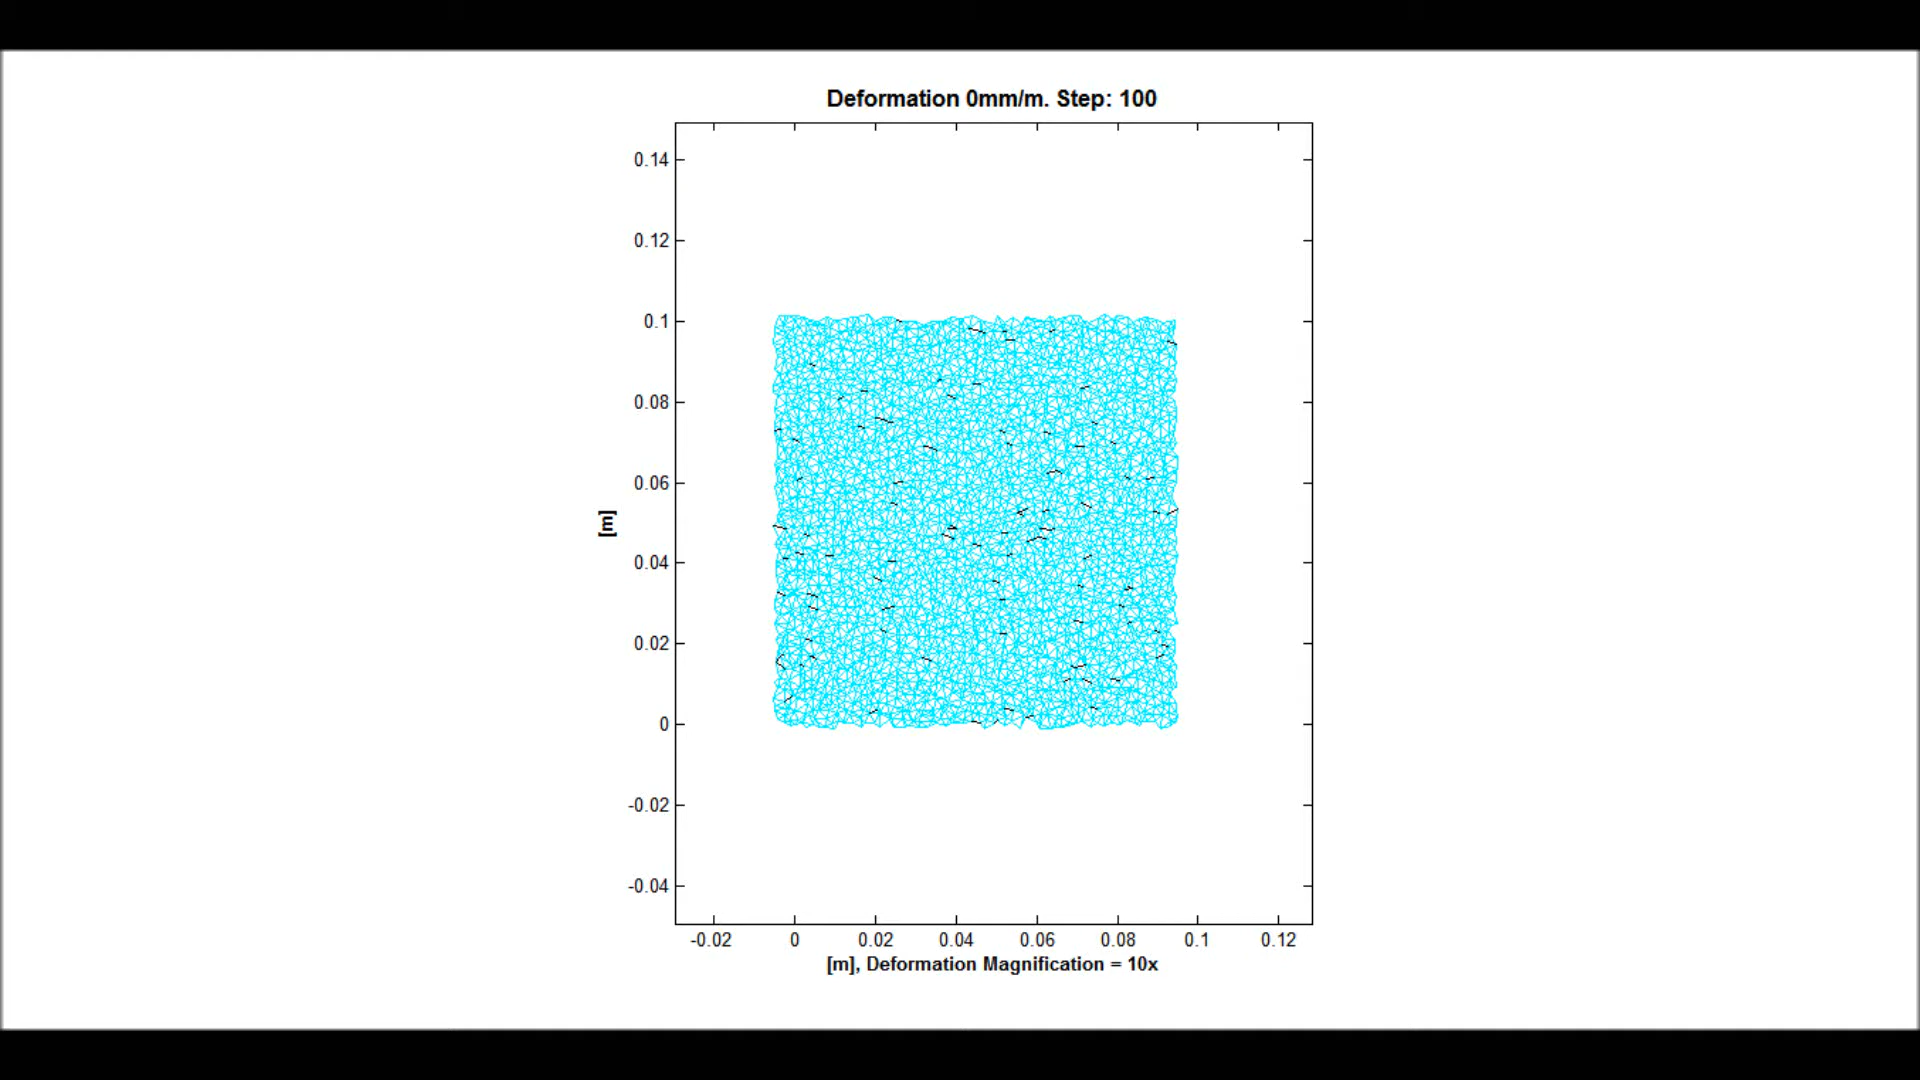 Deformation 0mm/m. Step: 100
0.14
0.12
0.1
0.08
0.06
[m]
0.04
0.02
0
-0.02
-0.04
-0.02 0 0.02 0.04 0.06 0.08 0.1 0.12
[m], Deformation Magnification = 10x